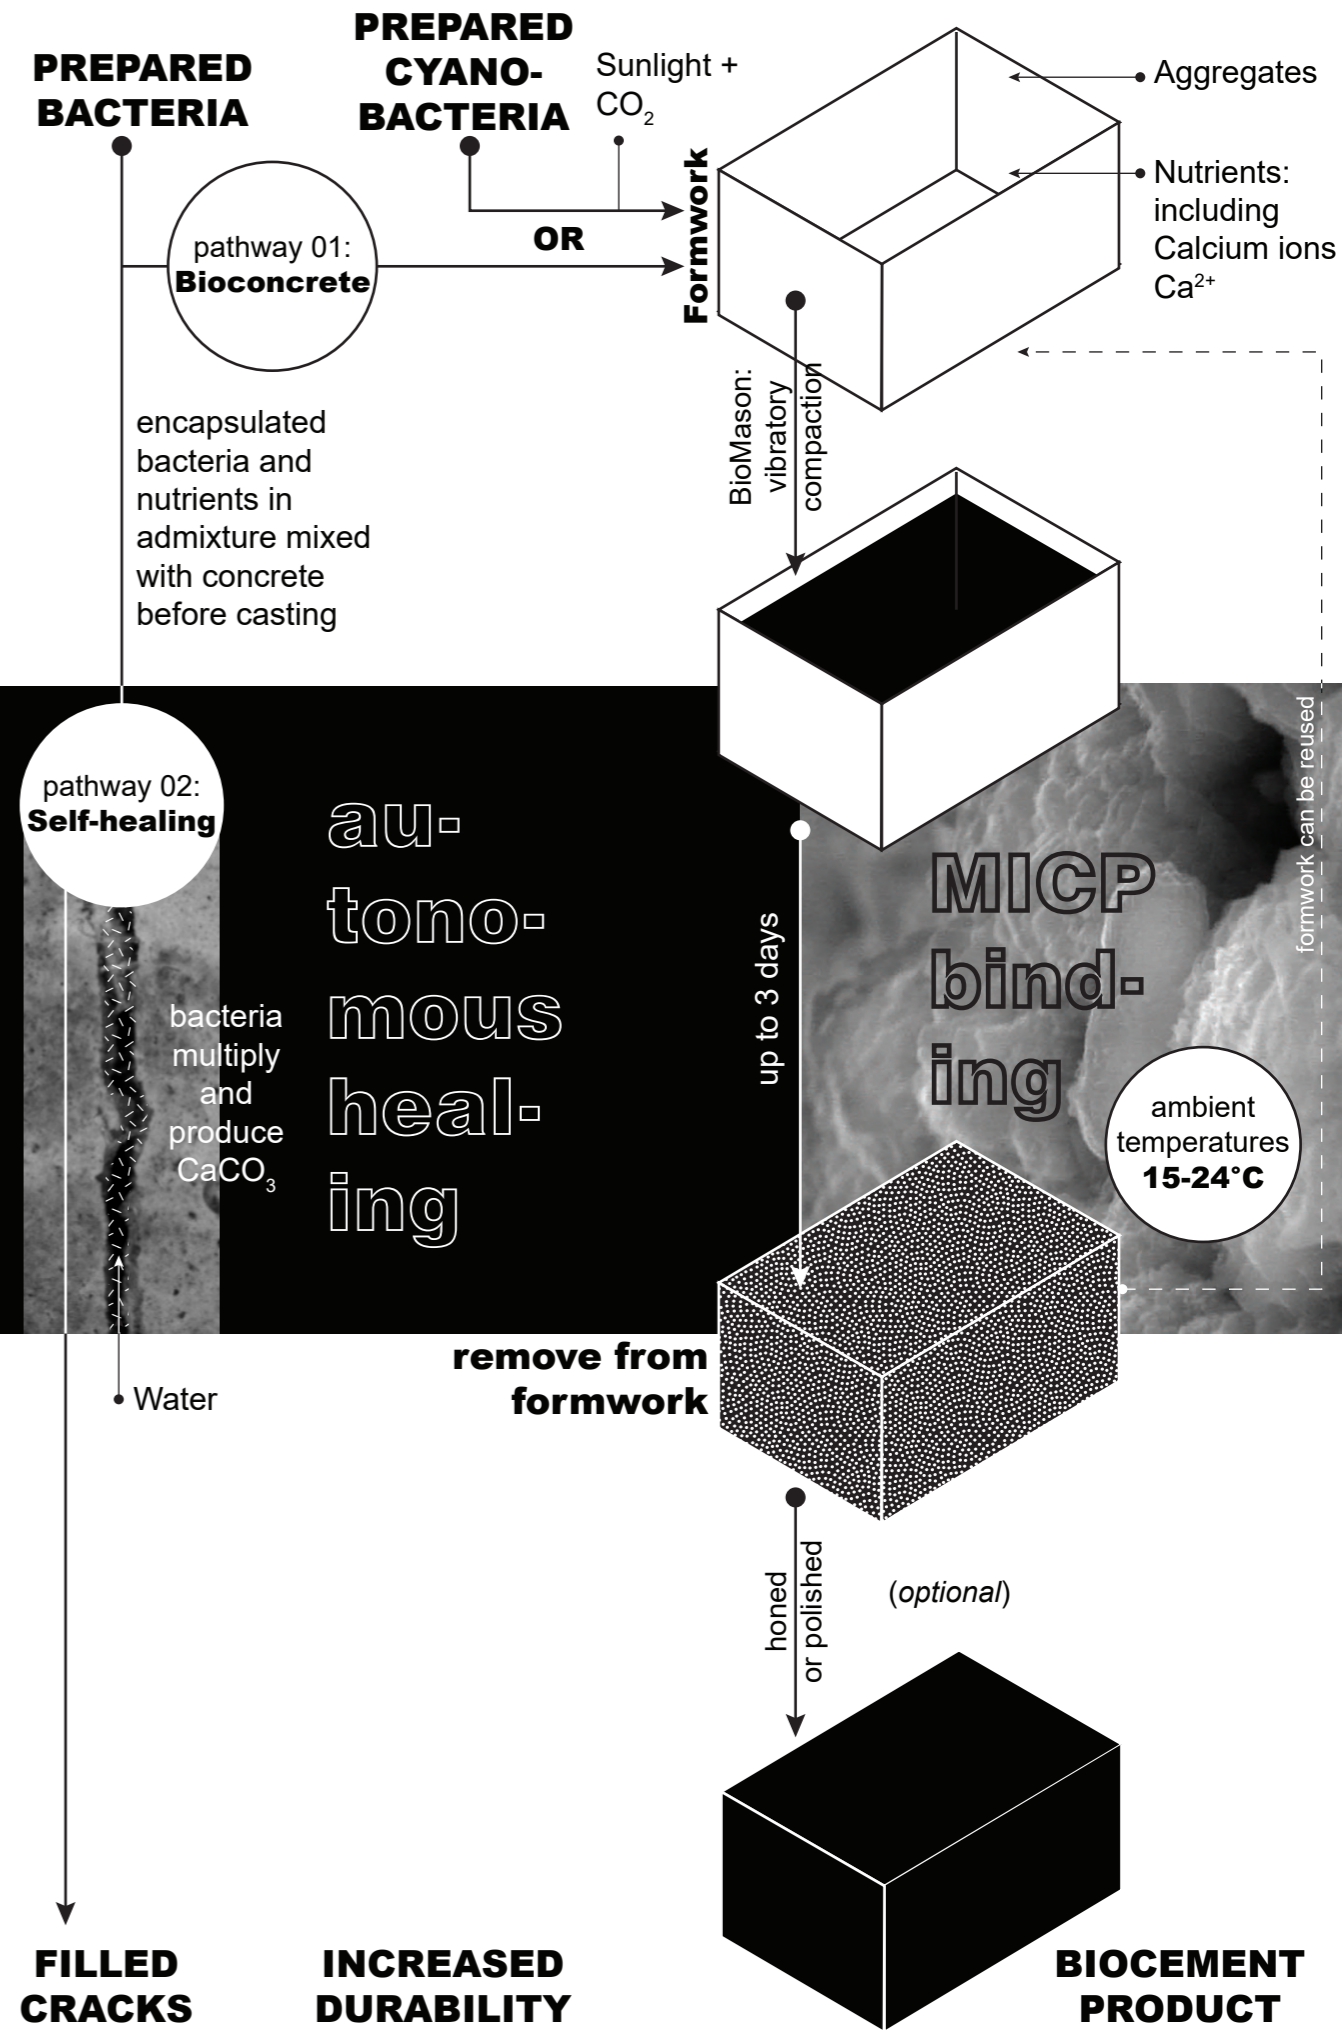 PREPARED
BACTERIA
PREPARED
CYANO-
BACTERIA
Sunlight +
CO₂
Aggregates
Nutrients:
including
Calcium ions
Ca²⁺
Formwork
OR
pathway 01:
Bioconcrete
encapsulated
bacteria and
nutrients in
admixture mixed
with concrete
before casting
BioMason:
vibratory
compaction
pathway 02:
Self-healing
au-
tono-
mous
heal-
ing
bacteria
multiply
and
produce
CaCO₃
Water
up to 3 days
MICP
bind-
ing
formwork can be reused
ambient
temperatures
15-24°C
remove from
formwork
honed
or polished
(optional)
FILLED
CRACKS
INCREASED
DURABILITY
BIOCEMENT
PRODUCT